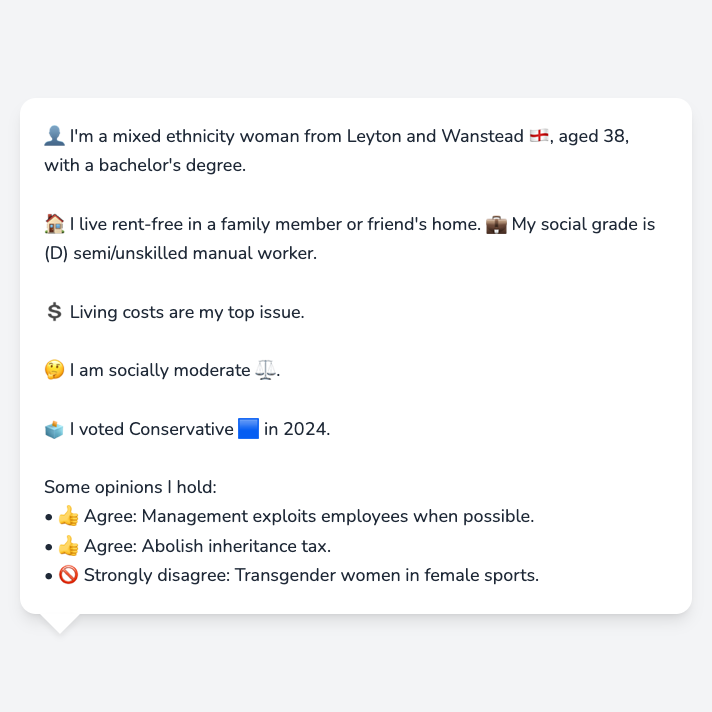 👤 I'm a mixed ethnicity woman from Leyton and Wanstead 🏴󠁧󠁢󠁥󠁮󠁧󠁿, aged 38,
with a bachelor's degree.
🏠 I live rent-free in a family member or friend's home. 💼 My social grade is
(D) semi/unskilled manual worker.
💲 Living costs are my top issue.
🤔 I am socially moderate ⚖️.
🗳️ I voted Conservative 🟦 in 2024.
Some opinions I hold:
• 👍 Agree: Management exploits employees when possible.
• 👍 Agree: Abolish inheritance tax.
• 🚫 Strongly disagree: Transgender women in female sports.